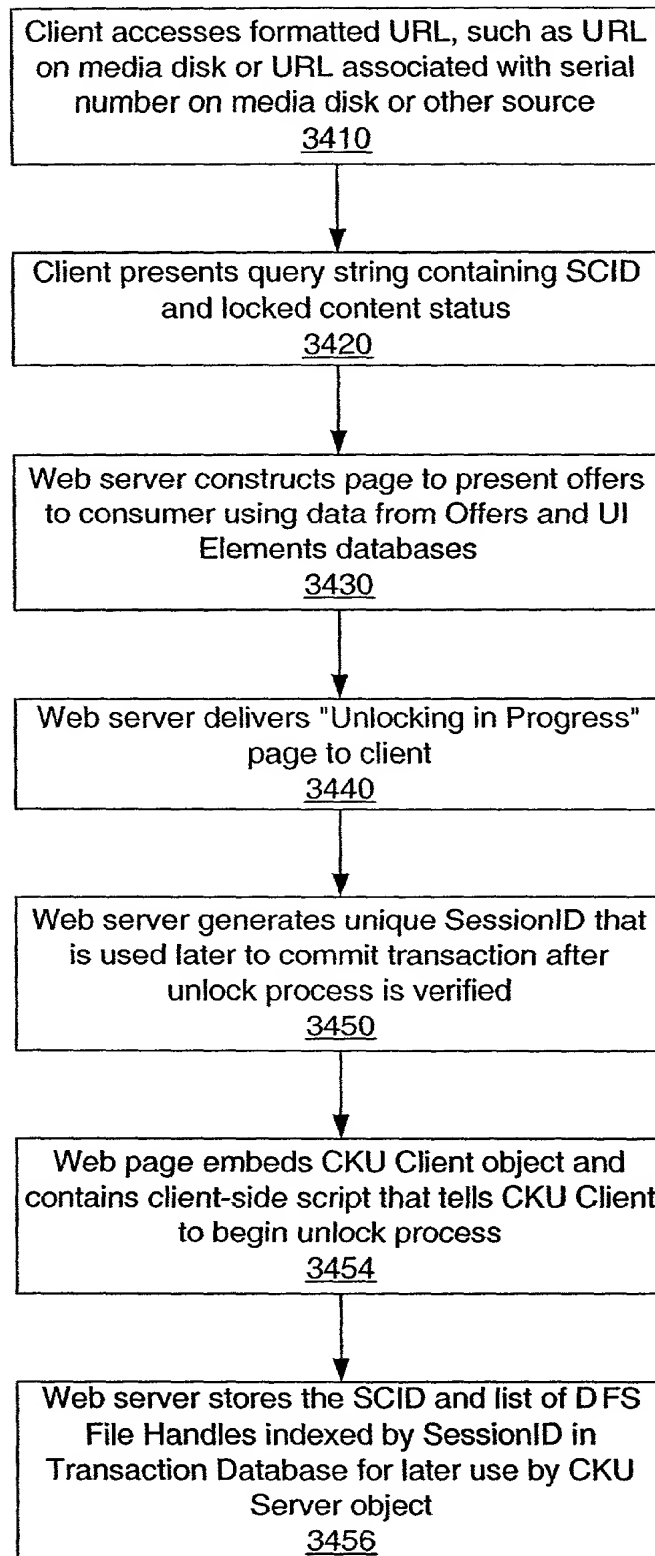 Client accesses formatted URL, such as URL
on media disk or URL associated with serial
number on media disk or other source
3410
Client presents query string containing SCID
and locked content status
3420
Web server constructs page to present offers
to consumer using data from Offers and UI
Elements databases
3430
Web server delivers "Unlocking in Progress"
page to client
3440
Web server generates unique SessionID that
is used later to commit transaction after
unlock process is verified
3450
Web page embeds CKU Client object and
contains client-side script that tells CKU Client
to begin unlock process
3454
Web server stores the SCID and list of DFS
File Handles indexed by SessionID in
Transaction Database for later use by CKU
Server object
3456